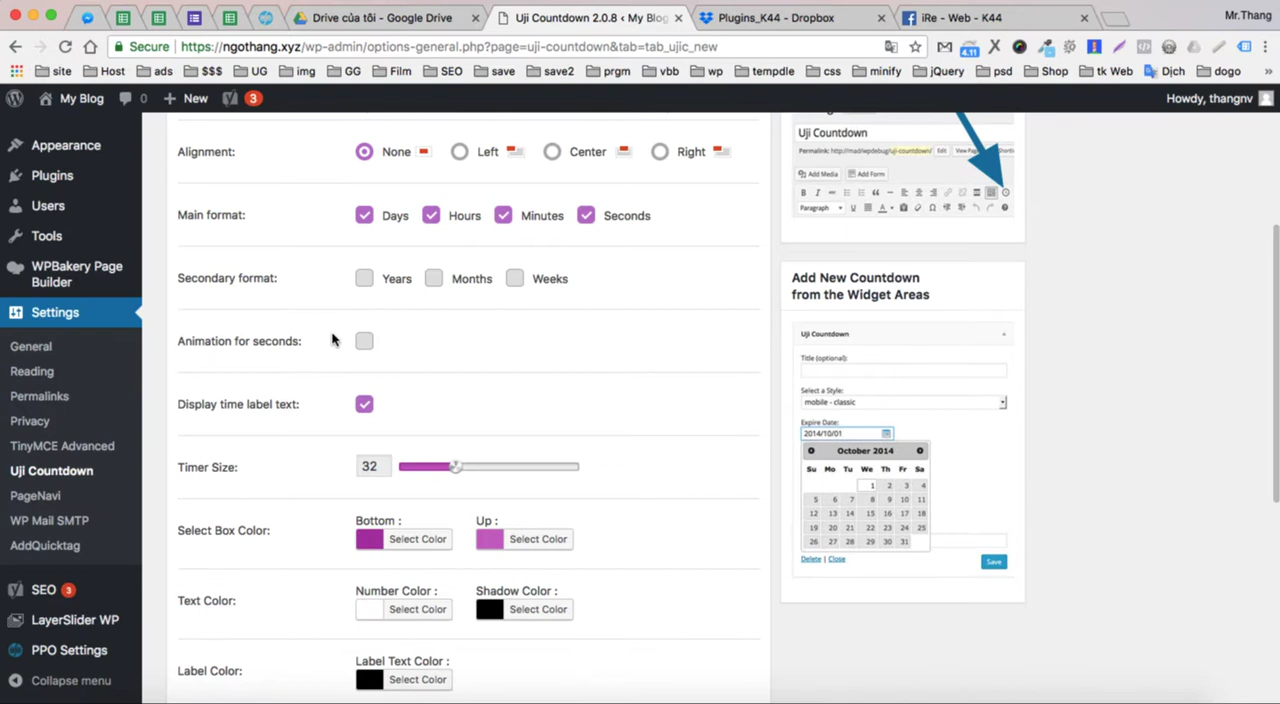 Drive của tôi - Google Drive
Uji Countdown 2.0.8 ‹ My Blog
Plugins_K44 - Dropbox
iRe - Web - K44
Mr.Thang
Secure
https://ngothang.xyz/wp-admin/options-general.php?page=uji-countdown&tab=tab_ujic_new
4.11
site
Host
ads
$$$
UG
img
GG
Film
SEO
save
save2
prgm
vbb
wp
tempdle
css
minify
jQuery
psd
Shop
tk Web
Dịch
dogo
My Blog
0
New
3
Howdy, thangnv
Appearance
Plugins
Users
Tools
WPBakery Page
Builder
Settings
General
Reading
Permalinks
Privacy
TinyMCE Advanced
Uji Countdown
PageNavi
WP Mail SMTP
AddQuicktag
SEO 3
LayerSlider WP
PPO Settings
Collapse menu
Alignment:
None
Left
Center
Right
Main format:
Days
Hours
Minutes
Seconds
Secondary format:
Years
Months
Weeks
Animation for seconds:
Display time label text:
Timer Size:
32
Select Box Color:
Bottom :
Up :
Select Color
Select Color
Text Color:
Number Color :
Shadow Color :
Select Color
Select Color
Label Color:
Label Text Color :
Select Color
Uji Countdown
Permalink: http://mad/wpdebug/uji-countdown/
Edit
Add Media
Add Form
Paragraph
Add New Countdown
from the Widget Areas
Uji Countdown
Title (optional):
Select a Style:
mobile - classic
Expire Date:
2014/10/01
October 2014
Su Mo Tu We Th Fr Sa
1 2 3 4
5 6 7 8 9 10 11
12 13 14 15 16 17 18
19 20 21 22 23 24 25
26 27 28 29 30 31
Delete | Close
Save